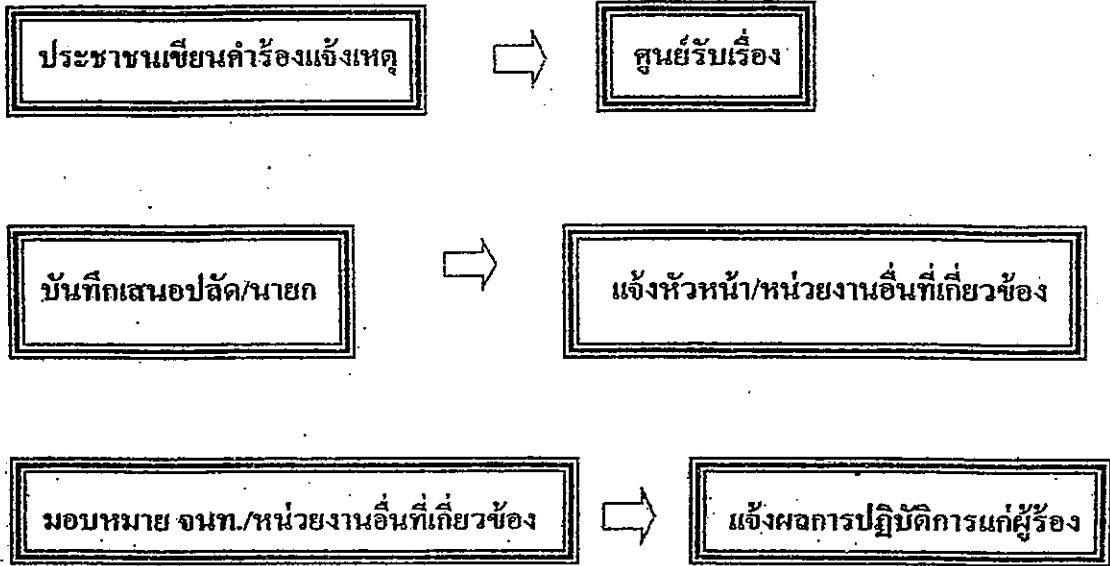 ประชาชนเขียนคำร้องแจ้งเหตุ
ศูนย์รับเรื่อง
บันทึกเสนอปลัด/นายก
แจ้งหัวหน้า/หน่วยงานอื่นที่เกี่ยวข้อง
มอบหมาย จนท./หน่วยงานอื่นที่เกี่ยวข้อง
แจ้งผลการปฏิบัติการแก่ผู้ร้อง